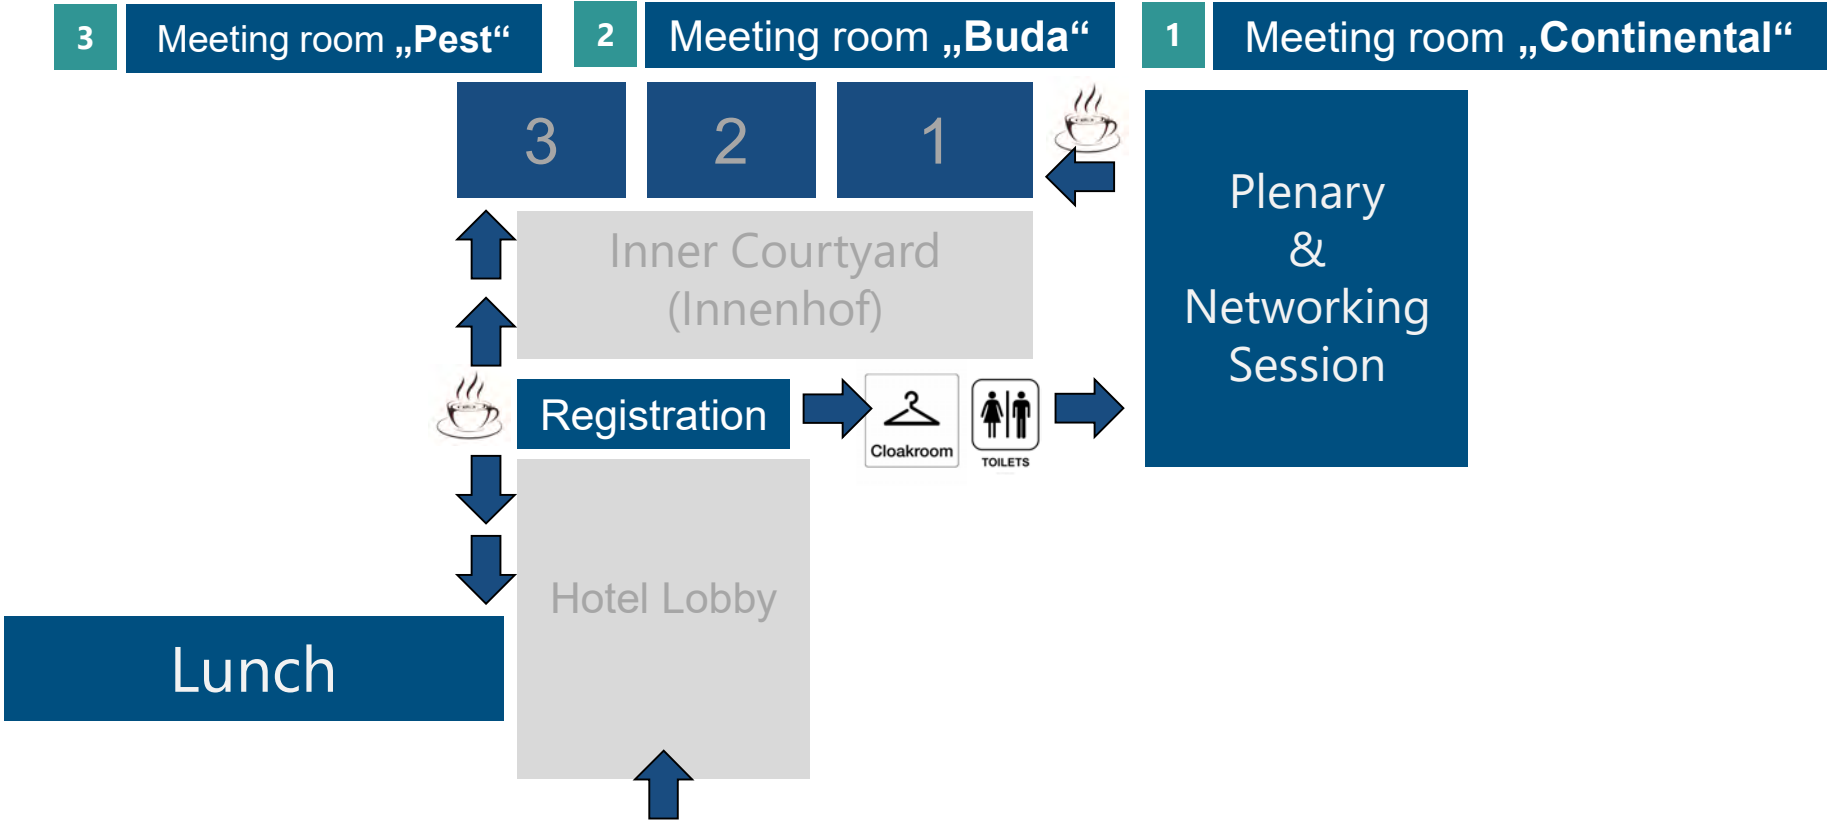 3
Meeting room „Pest“
2
Meeting room „Buda“
1
Meeting room „Continental“
3
2
1
Plenary
&
Networking
Session
Inner Courtyard
(Innenhof)
Registration
Cloakroom
TOILETS
Hotel Lobby
Lunch